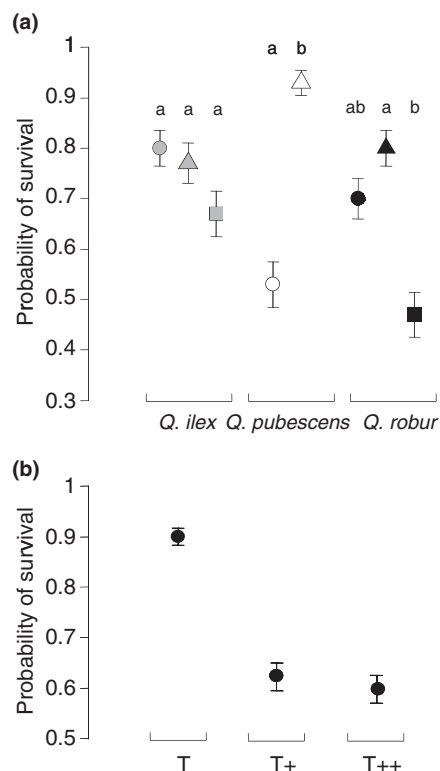 (a)
Probability of survival
1
0.9
0.8
0.7
0.6
0.5
0.4
0.3
a a a
a b
ab a b
Q. ilex Q. pubescens Q. robur
(b)
Probability of survival
1
0.9
0.8
0.7
0.6
0.5
T T+ T++